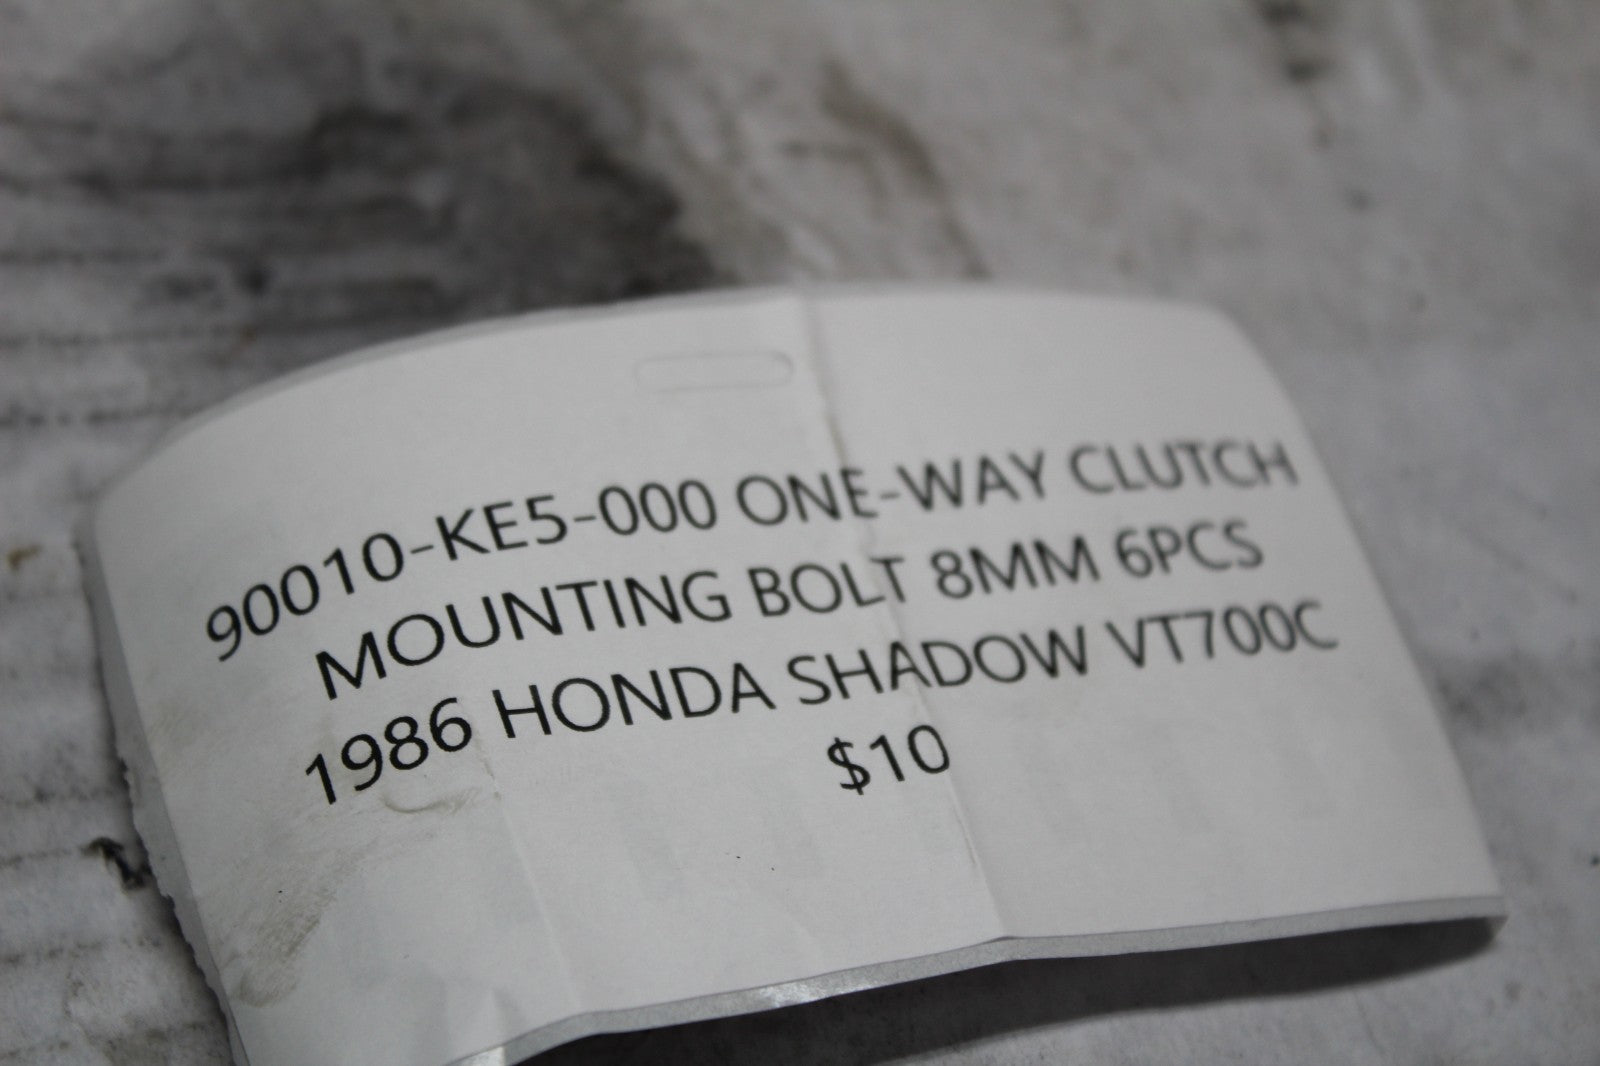 90010-KE5-000 ONE-WAY CLUTCH
MOUNTING BOLT 8MM 6PCS
1986 HONDA SHADOW VT700C
$10